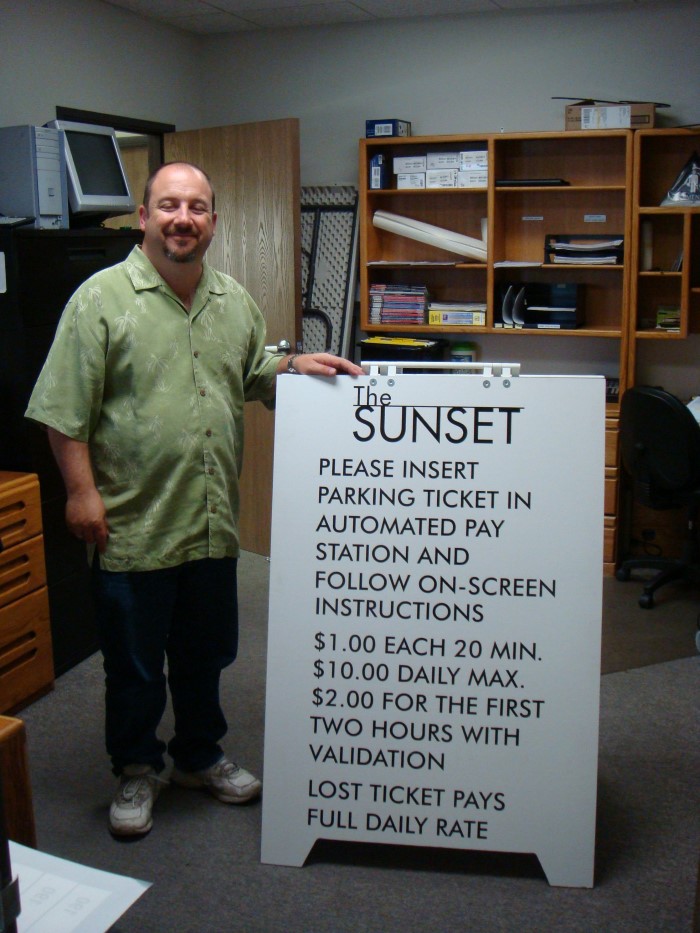 The
SUNSET
PLEASE INSERT
PARKING TICKET IN
AUTOMATED PAY
STATION AND
FOLLOW ON-SCREEN
INSTRUCTIONS
$1.00 EACH 20 MIN.
$10.00 DAILY MAX.
$2.00 FOR THE FIRST
TWO HOURS WITH
VALIDATION
LOST TICKET PAYS
FULL DAILY RATE